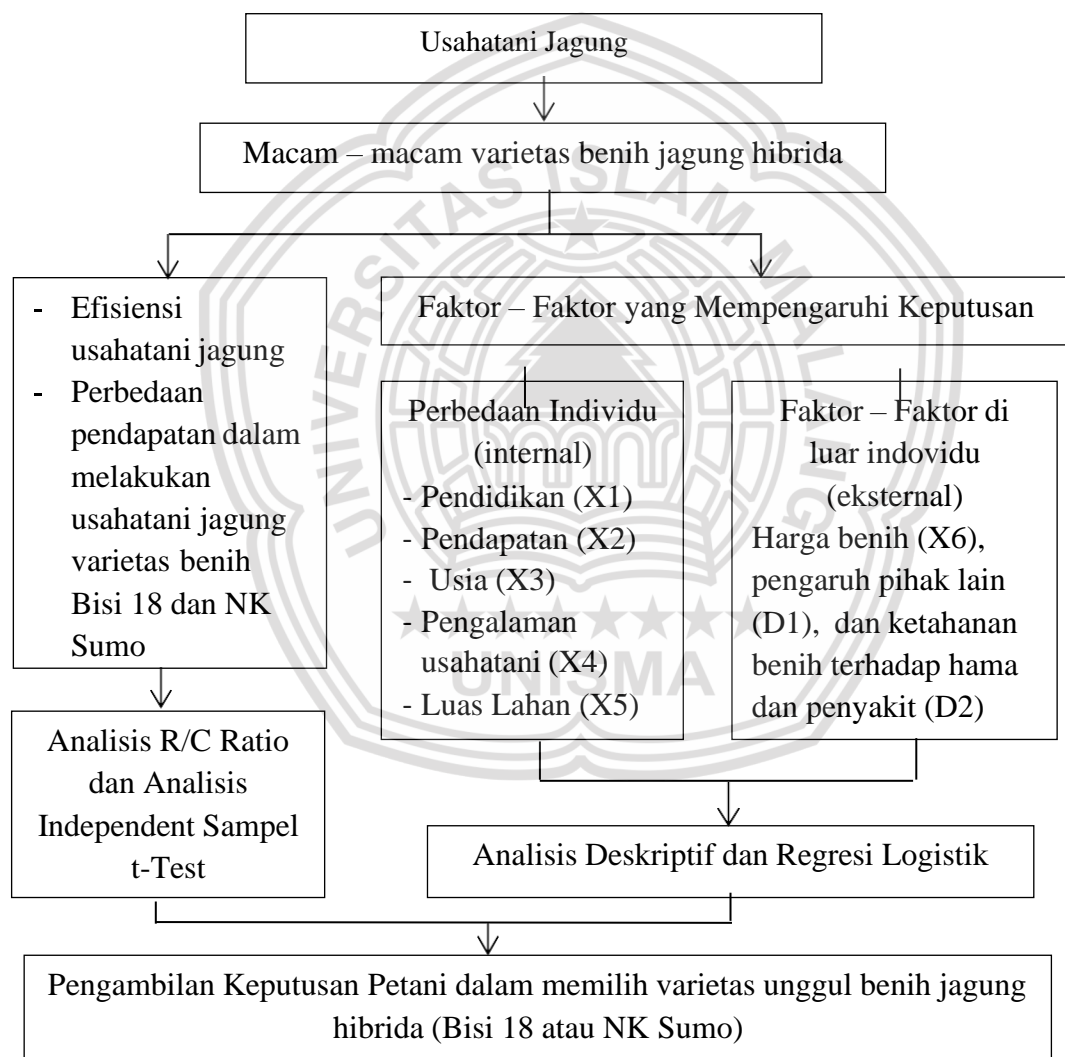 Usahatani Jagung
Macam – macam varietas benih jagung hibrida
- Efisiensi
usahatani jagung
- Perbedaan
pendapatan dalam
melakukan
usahatani jagung
varietas benih
Bisi 18 dan NK
Sumo
Faktor – Faktor yang Mempengaruhi Keputusan
Perbedaan Individu
(internal)
- Pendidikan (X1)
- Pendapatan (X2)
- Usia (X3)
- Pengalaman
usahatani (X4)
- Luas Lahan (X5)
Faktor – Faktor di
luar indovidu
(eksternal)
Harga benih (X6),
pengaruh pihak lain
(D1), dan ketahanan
benih terhadap hama
dan penyakit (D2)
Analisis R/C Ratio
dan Analisis
Independent Sampel
t-Test
Analisis Deskriptif dan Regresi Logistik
Pengambilan Keputusan Petani dalam memilih varietas unggul benih jagung
hibrida (Bisi 18 atau NK Sumo)
UNIVERSITAS ISLAM MALANG
UNISMA